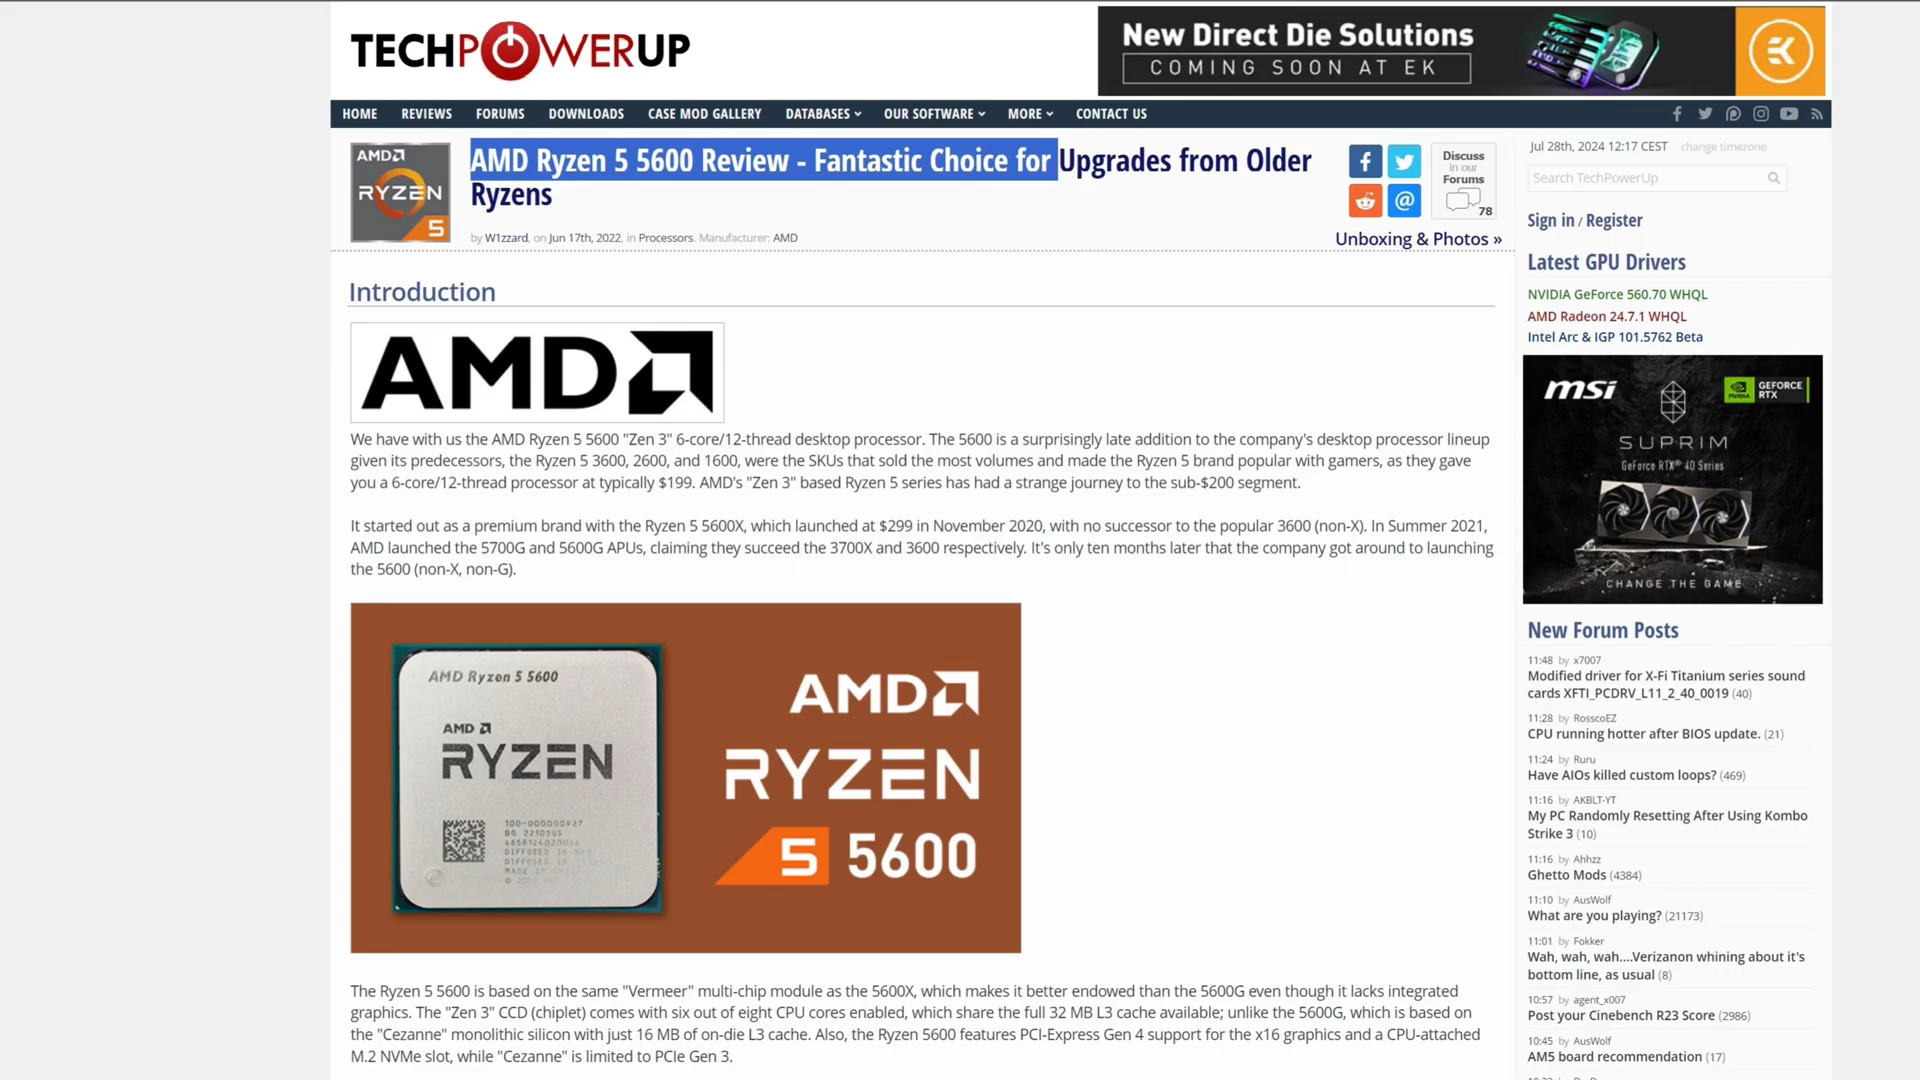 TECHPOWERUP
New Direct Die Solutions
COMING SOON AT EK
HOME REVIEWS FORUMS DOWNLOADS CASE MOD GALLERY DATABASES OUR SOFTWARE MORE CONTACT US
AMD
RYZEN
5
AMD Ryzen 5 5600 Review - Fantastic Choice for Upgrades from Older
Ryzens
by W1zzard, on Jun 17th, 2022, in Processors. Manufacturer: AMD
Discuss
in our
Forums
78
Unboxing & Photos »
Jul 28th, 2024 12:17 CEST change timezone
Search TechPowerUp
Sign in / Register
Introduction
AMD
We have with us the AMD Ryzen 5 5600 "Zen 3" 6-core/12-thread desktop processor. The 5600 is a surprisingly late addition to the company's desktop processor lineup
given its predecessors, the Ryzen 5 3600, 2600, and 1600, were the SKUs that sold the most volumes and made the Ryzen 5 brand popular with gamers, as they gave
you a 6-core/12-thread processor at typically $199. AMD's "Zen 3" based Ryzen 5 series has had a strange journey to the sub-$200 segment.
It started out as a premium brand with the Ryzen 5 5600X, which launched at $299 in November 2020, with no successor to the popular 3600 (non-X). In Summer 2021,
AMD launched the 5700G and 5600G APUs, claiming they succeed the 3700X and 3600 respectively. It's only ten months later that the company got around to launching
the 5600 (non-X, non-G).
AMD Ryzen 5 5600
AMD
RYZEN
100-000000927
MADE IN
AMD
RYZEN
5 5600
The Ryzen 5 5600 is based on the same "Vermeer" multi-chip module as the 5600X, which makes it better endowed than the 5600G even though it lacks integrated
graphics. The "Zen 3" CCD (chiplet) comes with six out of eight CPU cores enabled, which share the full 32 MB L3 cache available; unlike the 5600G, which is based on
the "Cezanne" monolithic silicon with just 16 MB of on-die L3 cache. Also, the Ryzen 5600 features PCI-Express Gen 4 support for the x16 graphics and a CPU-attached
M.2 NVMe slot, while "Cezanne" is limited to PCIe Gen 3.
Latest GPU Drivers
NVIDIA GeForce 560.70 WHQL
AMD Radeon 24.7.1 WHQL
Intel Arc & IGP 101.5762 Beta
msi
NVIDIA
GEFORCE
RTX
SUPRIM
GeForce RTX® 40 Series
CHANGE THE GAME
New Forum Posts
11:48 by x7007
Modified driver for X-Fi Titanium series sound
cards XFTI_PCDRV_L11_2_40_0019 (40)
11:28 by RosscoEZ
CPU running hotter after BIOS update. (21)
11:24 by Ruru
Have AIOs killed custom loops? (469)
11:16 by AKBLT-YT
My PC Randomly Resetting After Using Kombo
Strike 3 (10)
11:16 by Ahhzz
Ghetto Mods (4384)
11:10 by AusWolf
What are you playing? (21173)
11:01 by Fokker
Wah, wah, wah....Verizanon whining about it's
bottom line, as usual (8)
10:57 by agent_x007
Post your Cinebench R23 Score (2986)
10:45 by AusWolf
AM5 board recommendation (17)